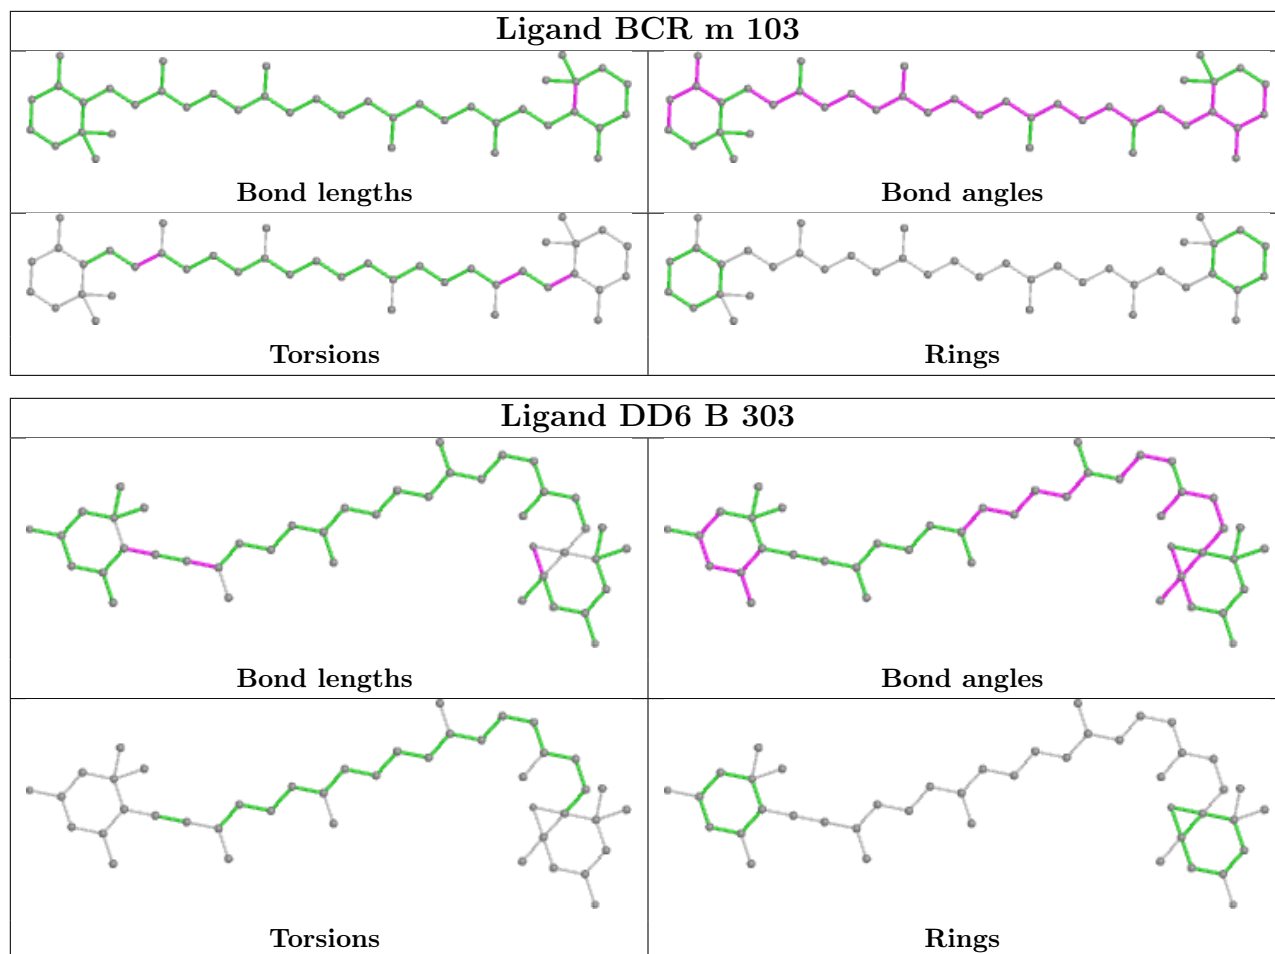 Ligand BCR m 103
Bond lengths
Bond angles
Torsions
Rings
Ligand DD6 B 303
Bond lengths
Bond angles
Torsions
Rings